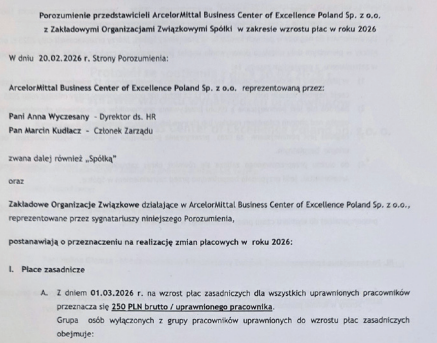 Porozumienie przedstawicieli ArcelorMittal Business Center of Excellence Poland Sp. z o.o.
z Zakładowymi Organizacjami Związkowymi Spółki w zakresie wzrostu płac w roku 2026
W dniu 20.02.2026 r. Strony Porozumienia:
ArcelorMittal Business Center of Excellence Poland Sp. z o.o. reprezentowaną przez:
Pani Anna Wyczesany - Dyrektor ds. HR
Pan Marcin Kudłacz - Członek Zarządu
zwana dalej również „Spółką”
oraz
Zakładowe Organizacje Związkowe działające w ArcelorMittal Business Center of Excellence Poland Sp. z o.o.,
reprezentowane przez sygnatariuszy niniejszego Porozumienia,
postanawiają o przeznaczeniu na realizację zmian płacowych w roku 2026:
I. Płace zasadnicze
A. Z dniem 01.03.2026 r. na wzrost płac zasadniczych dla wszystkich uprawnionych pracowników
przeznacza się 250 PLN brutto / uprawnionego pracownika.
Grupa osób wyłączonych z grupy pracowników uprawnionych do wzrostu płac zasadniczych
obejmuje: